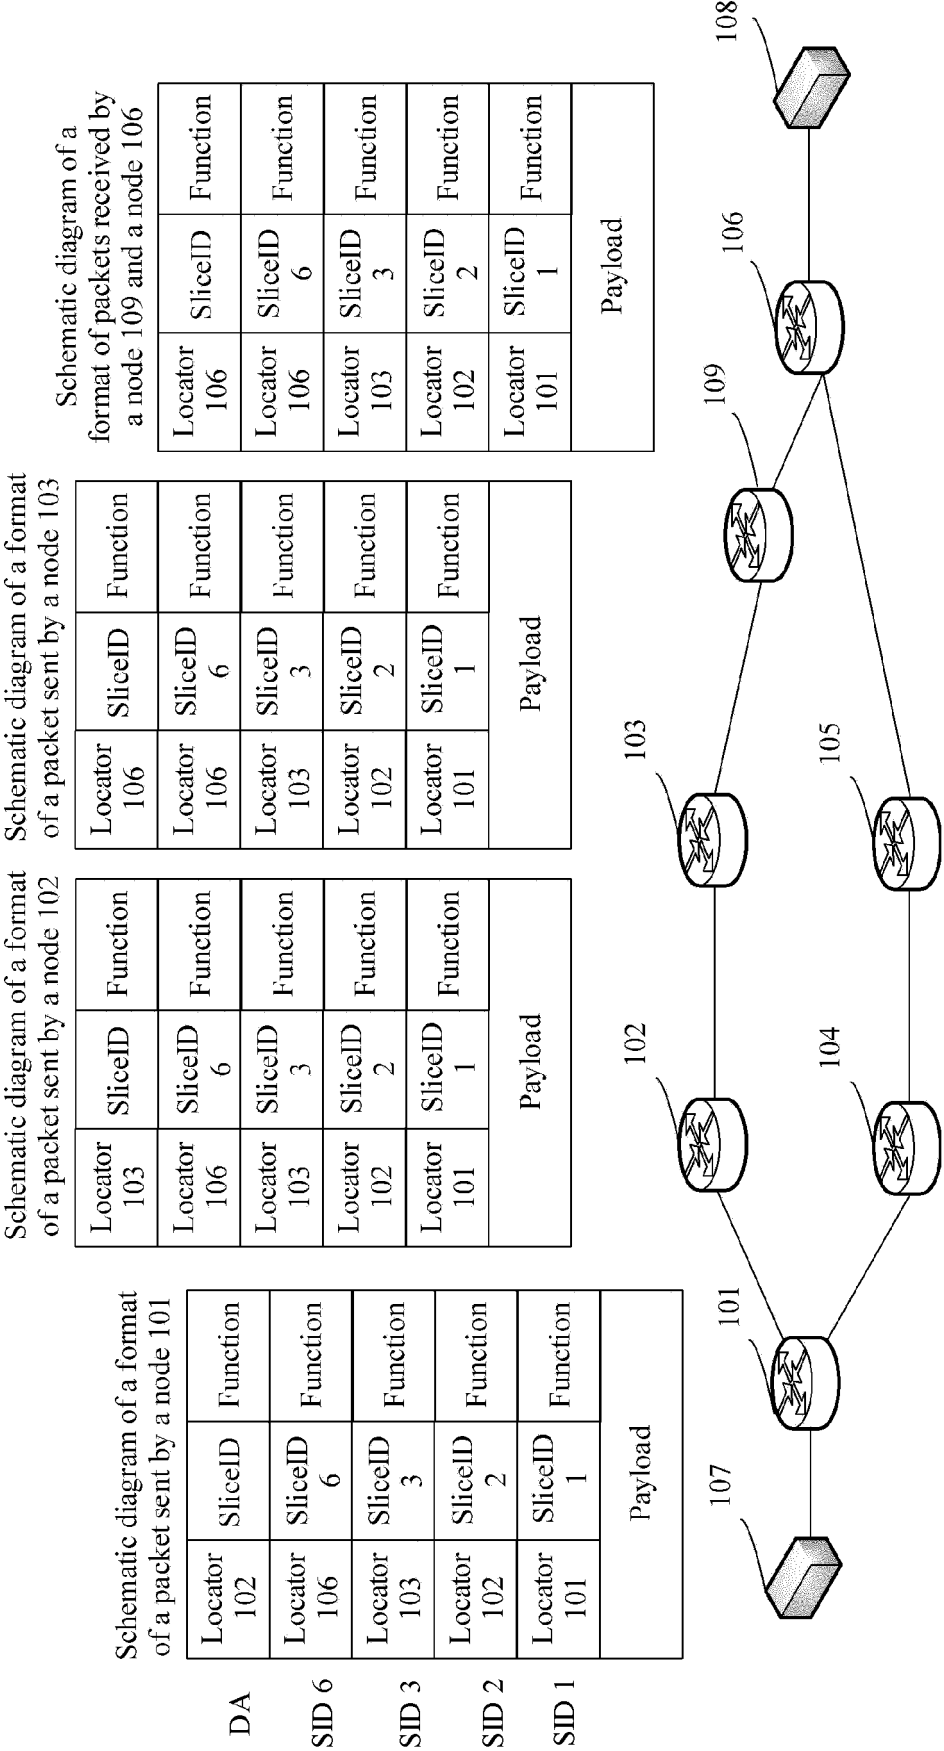 Schematic diagram of a format
of a packet sent by a node 101
DA
Locator
102
SliceID
Function
SID 6
Locator
106
SliceID
6
Function
SID 3
Locator
103
SliceID
3
Function
SID 2
Locator
102
SliceID
2
Function
SID 1
Locator
101
SliceID
1
Function
Payload
Schematic diagram of a format
of a packet sent by a node 102
Locator
103
SliceID
Function
Locator
106
SliceID
6
Function
Locator
103
SliceID
3
Function
Locator
102
SliceID
2
Function
Locator
101
SliceID
1
Function
Payload
Schematic diagram of a format
of a packet sent by a node 103
Locator
106
SliceID
Function
Locator
106
SliceID
6
Function
Locator
103
SliceID
3
Function
Locator
102
SliceID
2
Function
Locator
101
SliceID
1
Function
Payload
Schematic diagram of a
format of packets received by
a node 109 and a node 106
Locator
106
SliceID
Function
Locator
106
SliceID
6
Function
Locator
103
SliceID
3
Function
Locator
102
SliceID
2
Function
Locator
101
SliceID
1
Function
Payload
107
101
102
103
109
106
108
104
105